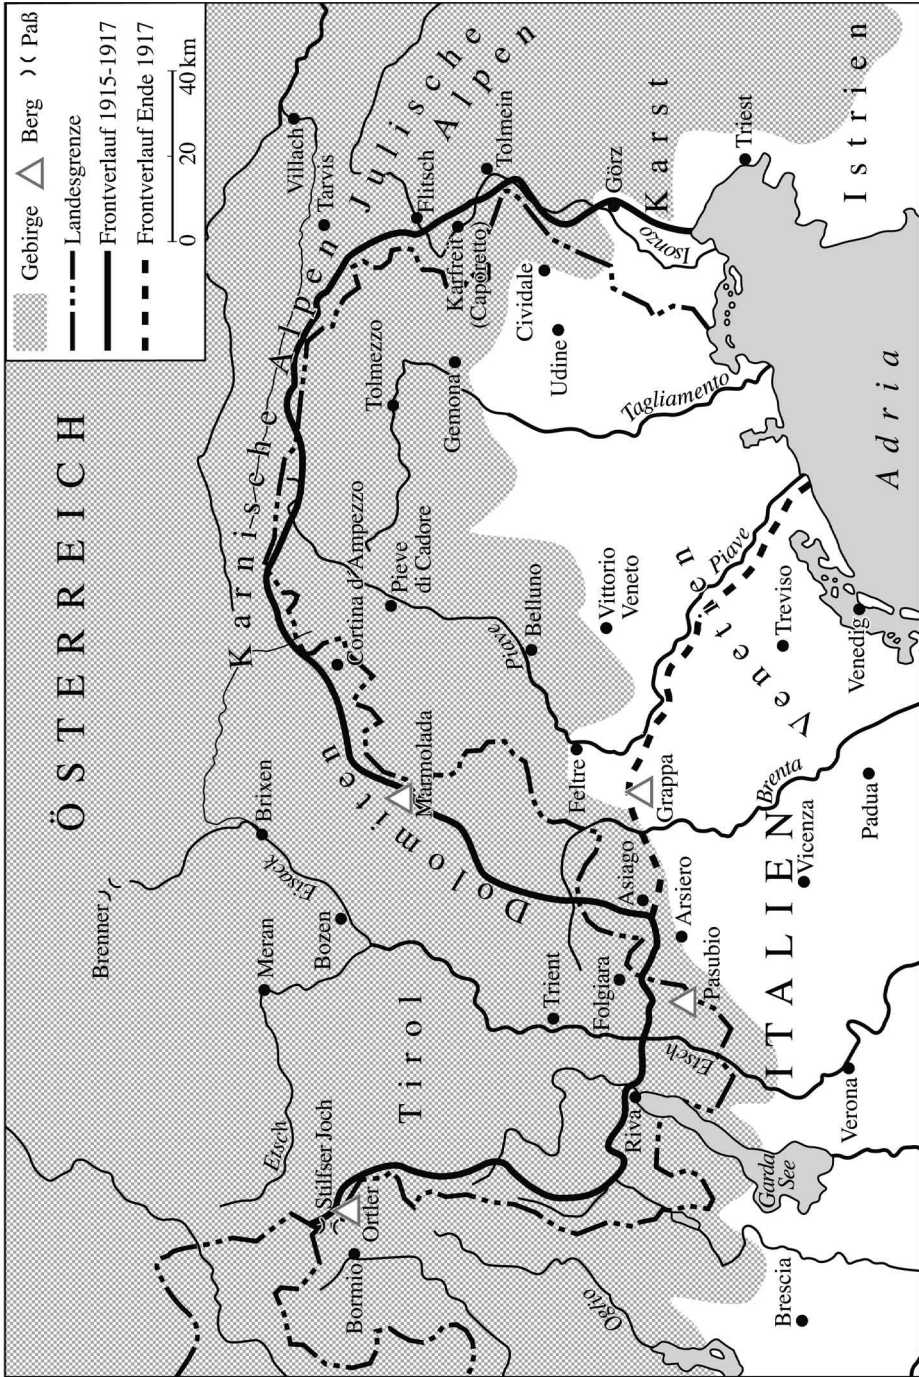 Gebirge
Berg
Paß
Landesgrenze
Frontverlauf 1915-1917
Frontverlauf Ende 1917
0 20 40 km
ÖSTERREICH
Brenner
Brixen
Eisack
Meran
Bozen
Etsch
Tirol
Stilfser Joch
Ortler
Bormio
Trient
Folgiara
Etsch
Riva
Garda
See
Oglio
Brescia
Verona
Pasubio
Asiago
Arsiero
ITALIEN
Vicenza
Padua
Brenta
Grappa
Feltre
Dolomiten
Marmolada
Cortina d'Ampezzo
Pieve
di Cadore
Piave
Belluno
Vittorio
Veneto
Piave
Venetien
Treviso
Venedig
Karnische Alpen
Villach
Tarvis
Julische
Alpen
Tolmezzo
Gemona
Flitsch
Karfreit
(Caporetto)
Tolmein
Cividale
Udine
Tagliamento
Görz
Isonzo
Karst
Triest
Istrien
Adria